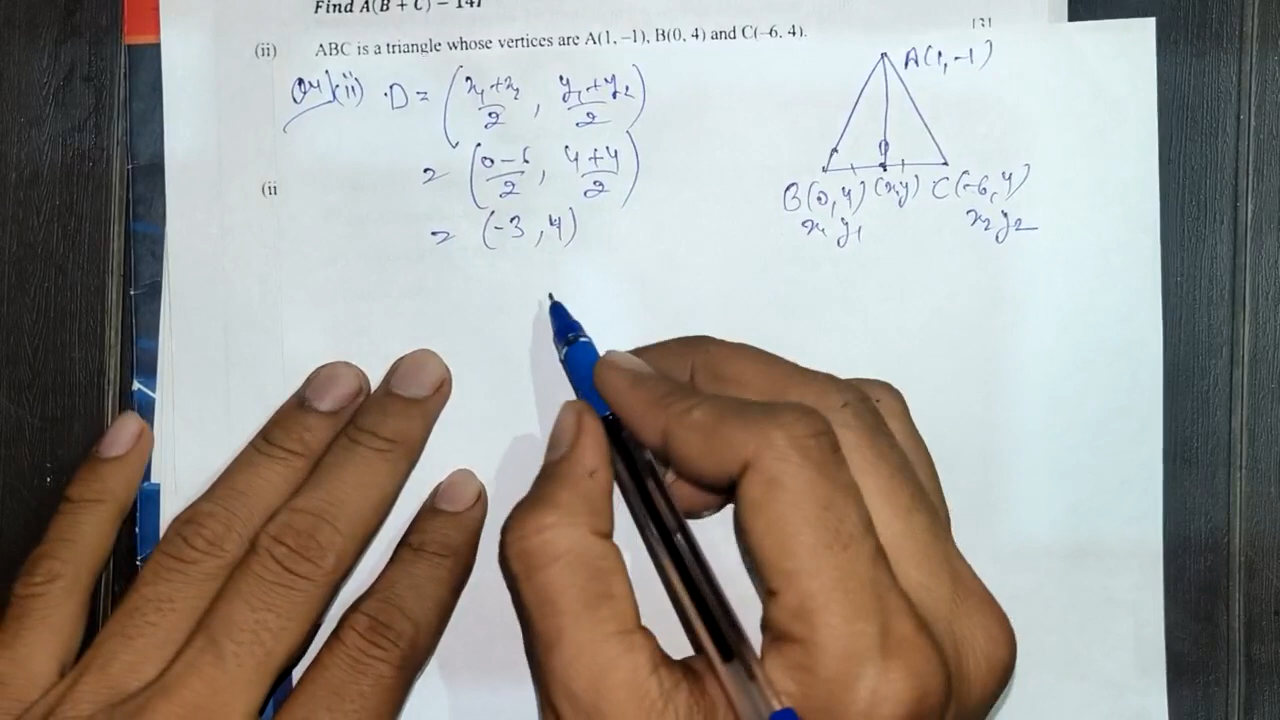 Find A(B + C) – 14I
[3]
(ii) ABC is a triangle whose vertices are A(1, –1), B(0, 4) and C(–6, 4).
(ii) D = (x₁+x₂/2, y₁+y₂/2)
A(1,-1)
= (0-6/2, 4+4/2)
(ii
B(0,4) (x,y) C(-6,4)
x₁ y₁ x₂ y₂
= (-3,4)
D